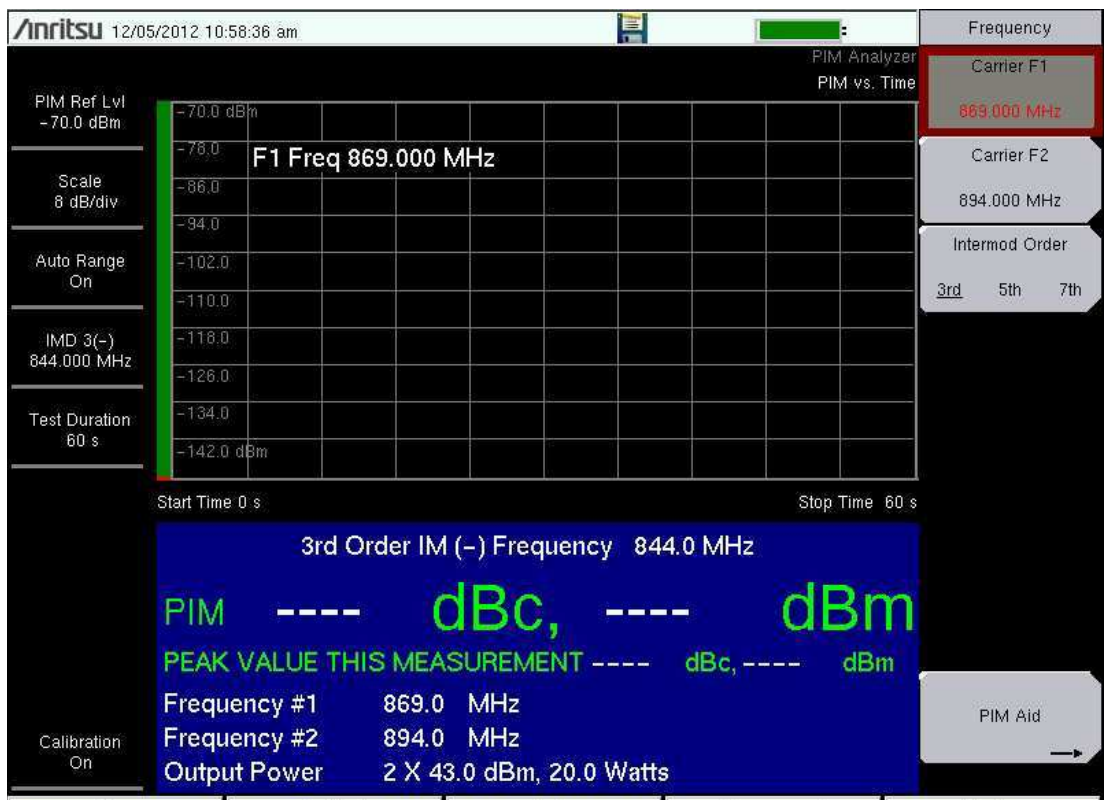 Anritsu 12/05/2012 10:58:36 am
PIM Analyzer
PIM vs. Time
PIM Ref Lvl
-70.0 dBm
Scale
8 dB/div
Auto Range
On
IMD 3(-)
844.000 MHz
Test Duration
60 s
Calibration
On
-70.0 dBm
-78.0
-86.0
-94.0
-102.0
-110.0
-118.0
-126.0
-134.0
-142.0 dBm
F1 Freq 869.000 MHz
Start Time 0 s
Stop Time 60 s
3rd Order IM (-) Frequency 844.0 MHz
PIM ---- dBc, ---- dBm
PEAK VALUE THIS MEASUREMENT ---- dBc, ---- dBm
Frequency #1 869.0 MHz
Frequency #2 894.0 MHz
Output Power 2 X 43.0 dBm, 20.0 Watts
Frequency
Carrier F1
869.000 MHz
Carrier F2
894.000 MHz
Intermod Order
3rd 5th 7th
PIM Aid